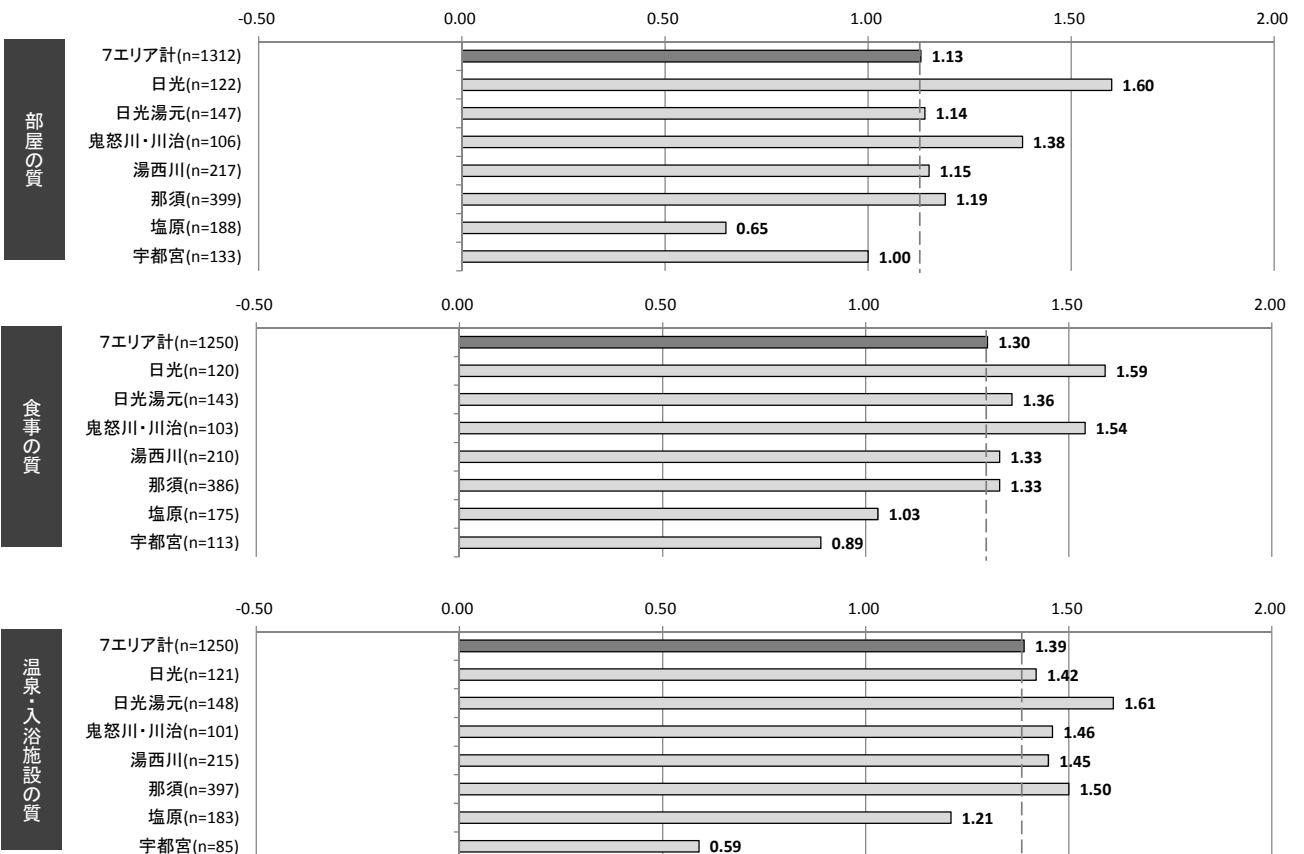 -0.50 0.00 0.50 1.00 1.50 2.00
部屋の質
7エリア計(n=1312) 1.13
日光(n=122) 1.60
日光湯元(n=147) 1.14
鬼怒川・川治(n=106) 1.38
湯西川(n=217) 1.15
那須(n=399) 1.19
塩原(n=188) 0.65
宇都宮(n=133) 1.00
-0.50 0.00 0.50 1.00 1.50 2.00
食事の質
7エリア計(n=1250) 1.30
日光(n=120) 1.59
日光湯元(n=143) 1.36
鬼怒川・川治(n=103) 1.54
湯西川(n=210) 1.33
那須(n=386) 1.33
塩原(n=175) 1.03
宇都宮(n=113) 0.89
-0.50 0.00 0.50 1.00 1.50 2.00
温泉・入浴施設の質
7エリア計(n=1250) 1.39
日光(n=121) 1.42
日光湯元(n=148) 1.61
鬼怒川・川治(n=101) 1.46
湯西川(n=215) 1.45
那須(n=397) 1.50
塩原(n=183) 1.21
宇都宮(n=85) 0.59